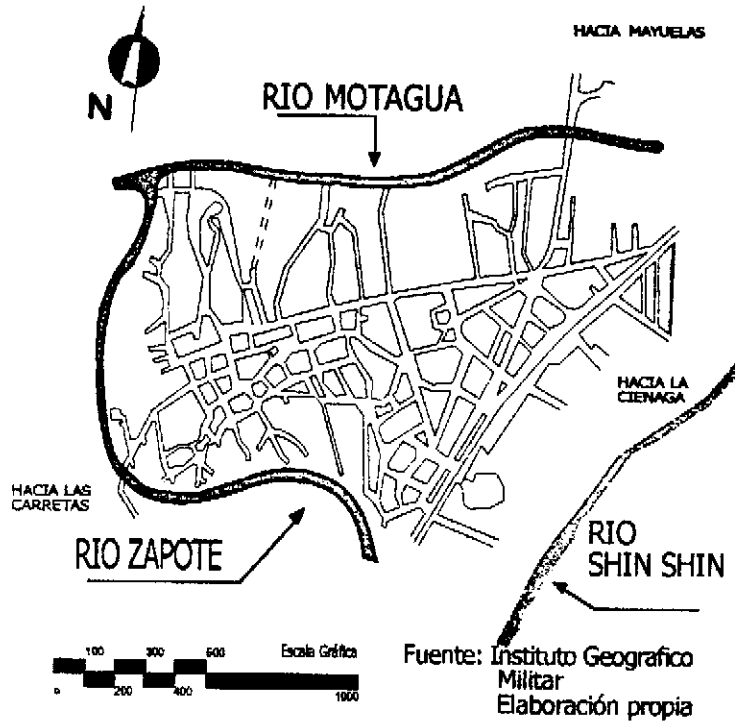 HACIA MAYUELAS
N
RIO MOTAGUA
HACIA LA
CIENAGA
HACIA LAS
CARRETAS
RIO ZAPOTE
RIO
SHIN SHIN
100 300 500 Escala Gráfica
0 200 400 1000
Fuente: Instituto Geografico
Militar
Elaboración propia